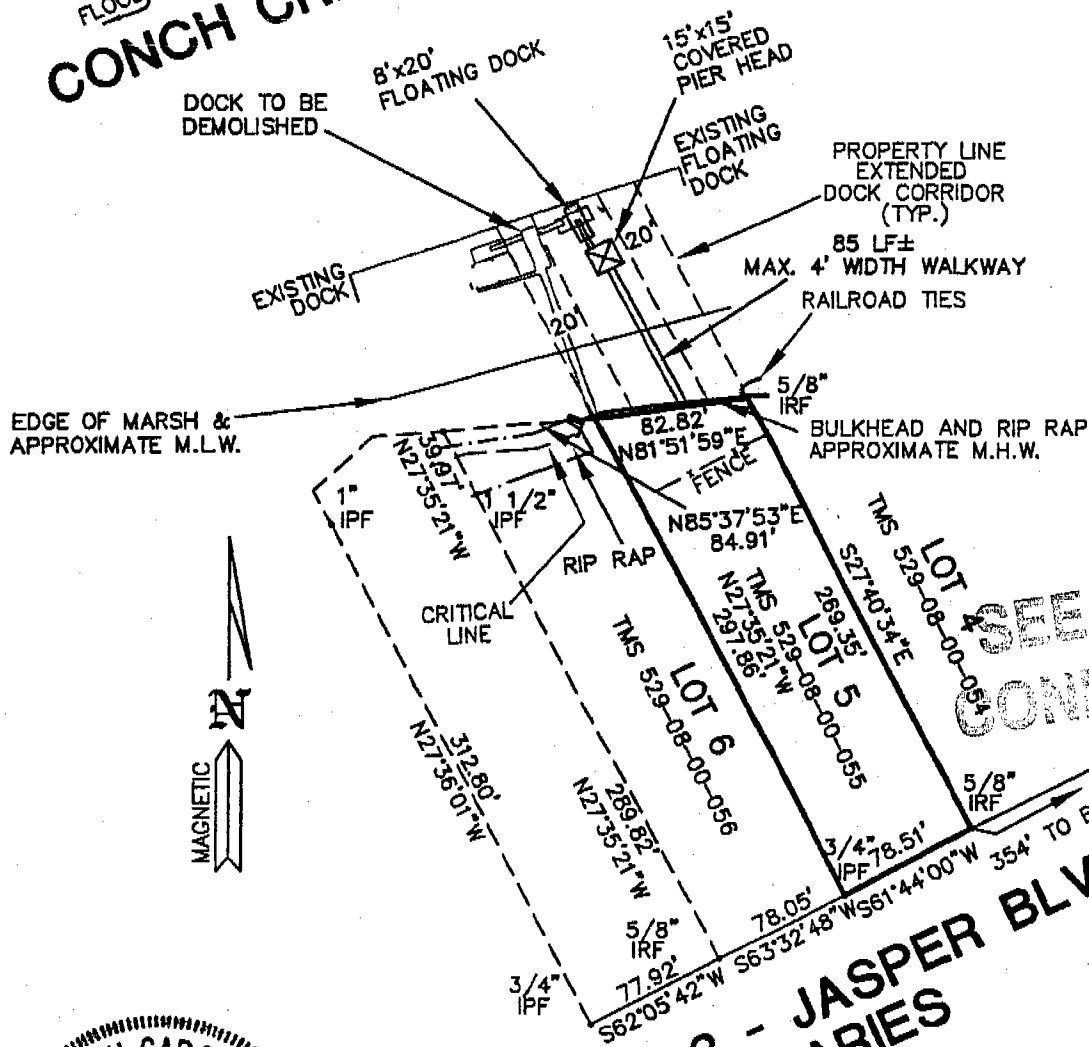 FLOOD
CONCH
DOCK TO BE
DEMOLISHED
8'x20'
FLOATING DOCK
15'x15'
COVERED
PIER HEAD
EXISTING
FLOATING
DOCK
PROPERTY LINE
EXTENDED
DOCK CORRIDOR
(TYP.)
85 LF±
MAX. 4' WIDTH WALKWAY
RAILROAD TIES
EXISTING
DOCK
20'
20'
EDGE OF MARSH &
APPROXIMATE M.L.W.
5/8"
IRF
82.82'
N81°51'59"E
BULKHEAD AND RIP RAP
APPROXIMATE M.H.W.
FENCE
39.97'
N27°35'21"W
1"
IPF
1 1/2"
IPF
N85°37'53"E
84.91'
RIP RAP
CRITICAL
LINE
LOT 4
TMS 529-08-00-054
S27°40'34"E
269.35'
LOT 5
TMS 529-08-00-055
N27°35'21"W
297.86'
LOT 6
TMS 529-08-00-056
SEE
312.80'
N27°36'01"W
289.82'
N27°35'21"W
MAGNETIC
N
5/8"
IRF
3/4"
IPF
78.51'
S61°44'00"W
354' TO
78.05'
S63°32'48"W
5/8"
IRF
77.92'
S62°05'42"W
3/4"
IPF
- JASPER BLV